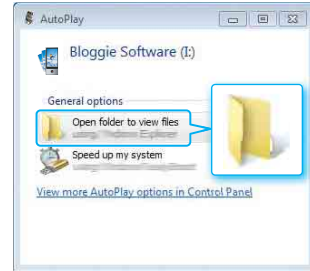 AutoPlay
Bloggie Software (I:)
General options
Open folder to view files
Speed up my system
View more AutoPlay options in Control Panel